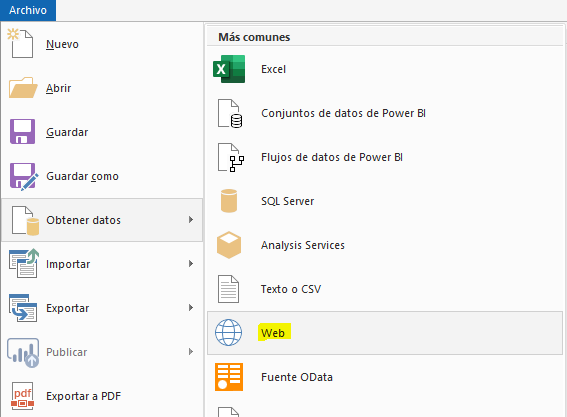 Archivo
Nuevo
Abrir
Guardar
Guardar como
Obtener datos
Importar
Exportar
Publicar
Exportar a PDF
Más comunes
Excel
Conjuntos de datos de Power BI
Flujos de datos de Power BI
SQL Server
Analysis Services
Texto o CSV
Web
Fuente OData